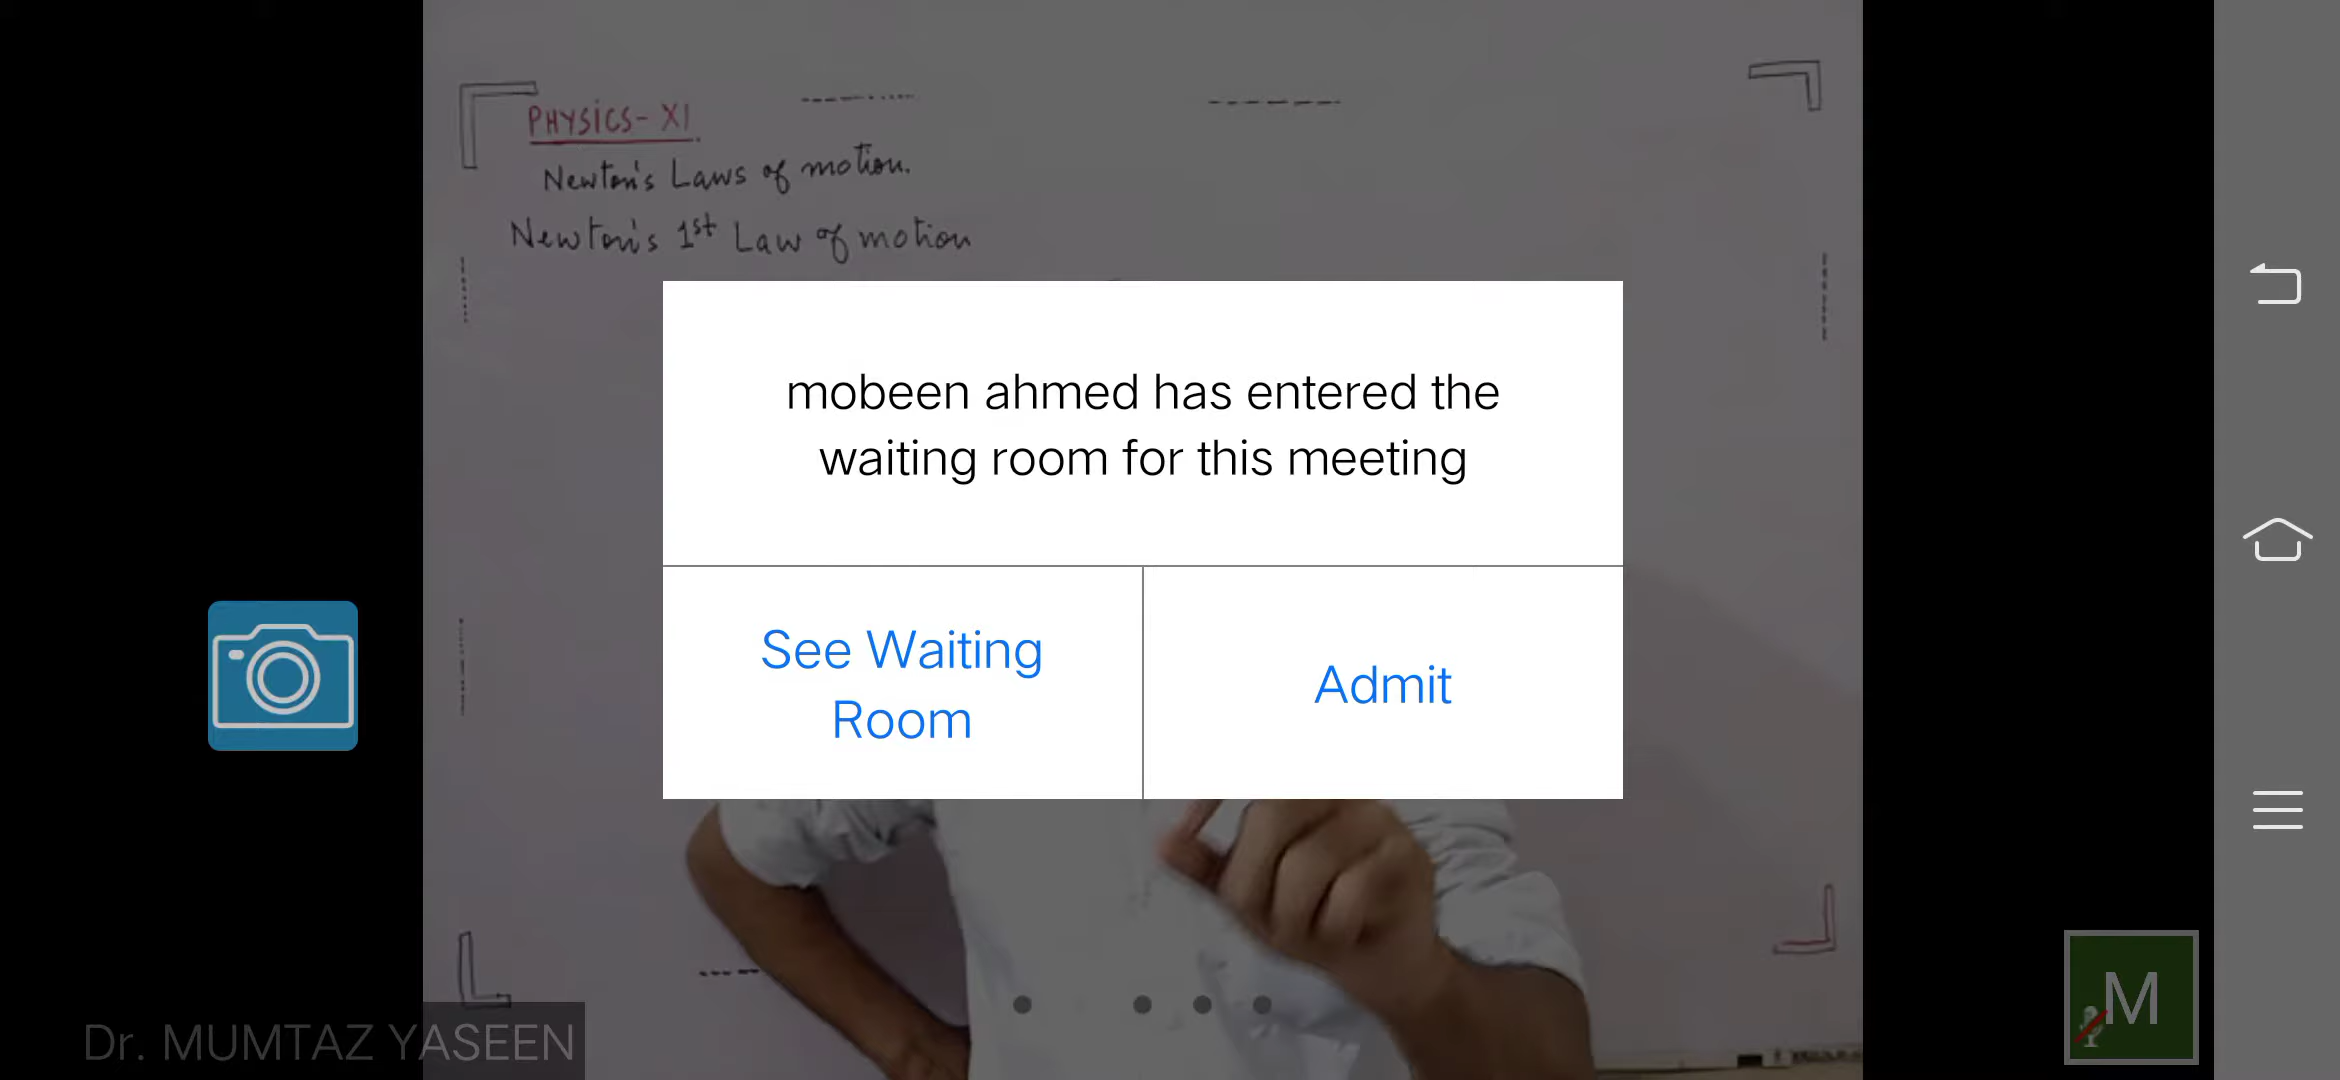 PHYSICS- XI
Newton's Laws of motion.
Newton's 1st Law of motion
mobeen ahmed has entered the
waiting room for this meeting
See Waiting
Room
Admit
Dr. MUMTAZ YASEEN
M